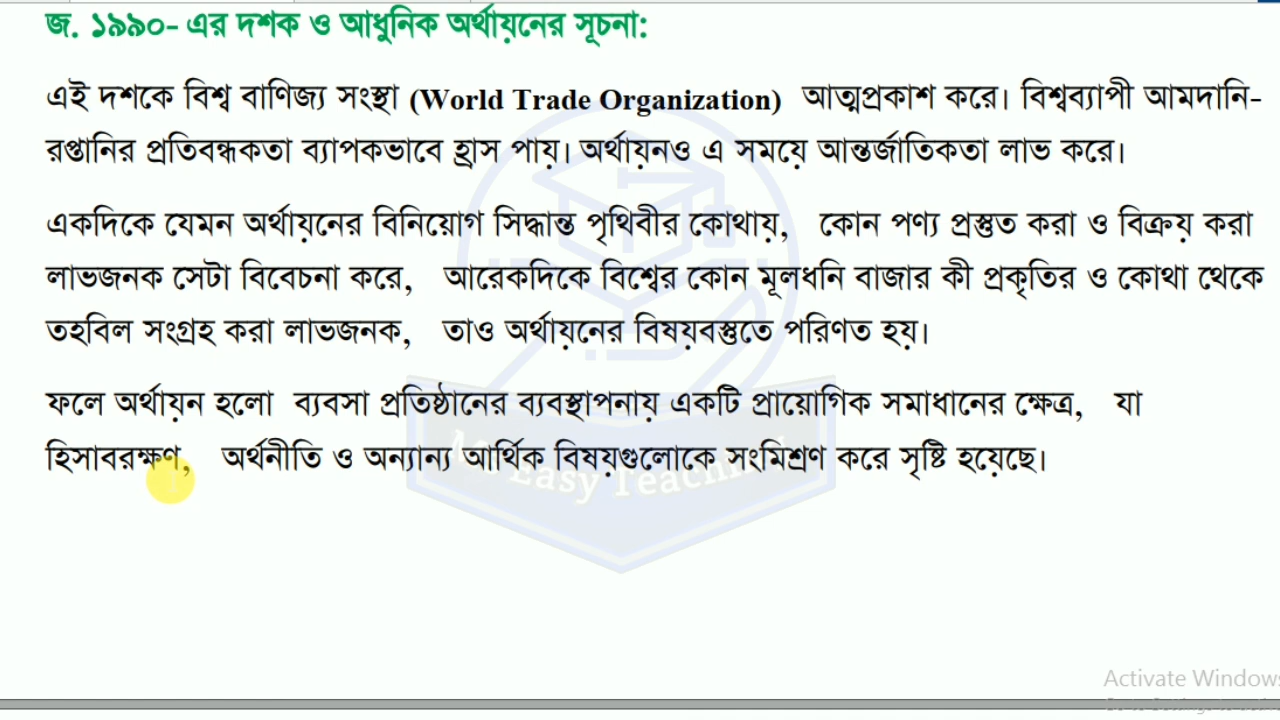 জ. ১৯৯০- এর দশক ও আধুনিক অর্থায়নের সূচনা:
এই দশকে বিশ্ব বাণিজ্য সংস্থা (World Trade Organization) আত্মপ্রকাশ করে। বিশ্বব্যাপী আমদানি-
রপ্তানির প্রতিবন্ধকতা ব্যাপকভাবে হ্রাস পায়। অর্থায়নও এ সময়ে আন্তর্জাতিকতা লাভ করে।
একদিকে যেমন অর্থায়নের বিনিয়োগ সিদ্ধান্ত পৃথিবীর কোথায়, কোন পণ্য প্রস্তুত করা ও বিক্রয় করা
লাভজনক সেটা বিবেচনা করে, আরেকদিকে বিশ্বের কোন মূলধনি বাজার কী প্রকৃতির ও কোথা থেকে
তহবিল সংগ্রহ করা লাভজনক, তাও অর্থায়নের বিষয়বস্তুতে পরিণত হয়।
ফলে অর্থায়ন হলো ব্যবসা প্রতিষ্ঠানের ব্যবস্থাপনায় একটি প্রায়োগিক সমাধানের ক্ষেত্র, যা
হিসাবরক্ষণ, অর্থনীতি ও অন্যান্য আর্থিক বিষয়গুলোকে সংমিশ্রণ করে সৃষ্টি হয়েছে।
Easy Teaching
Activate Windows